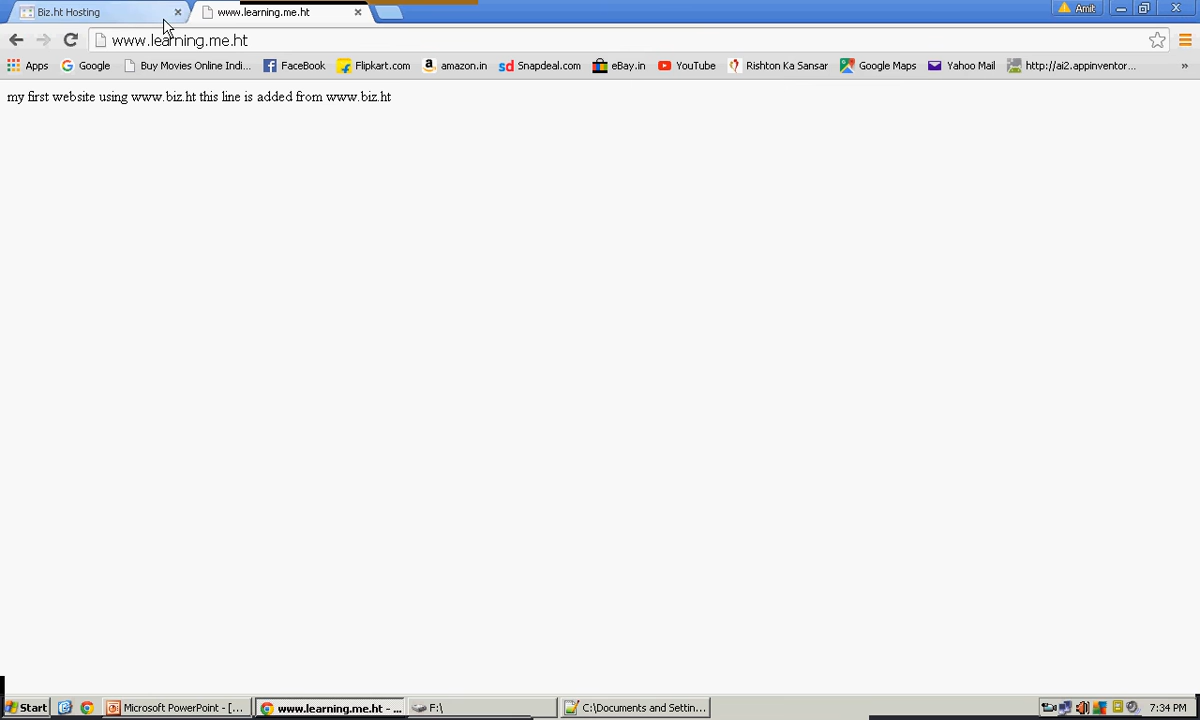 Biz.ht Hosting
www.learning.me.ht
Amit
www.learning.me.ht
Apps
Google
Buy Movies Online Indi...
FaceBook
Flipkart.com
amazon.in
sd Snapdeal.com
eBay.in
YouTube
Rishton Ka Sansar
Google Maps
Yahoo Mail
http://ai2.appinventor...
»
my first website using www.biz.ht this line is added from www.biz.ht
Start
Microsoft PowerPoint - [...
www.learning.me.ht - ...
F:\
C:\Documents and Settin...
7:34 PM